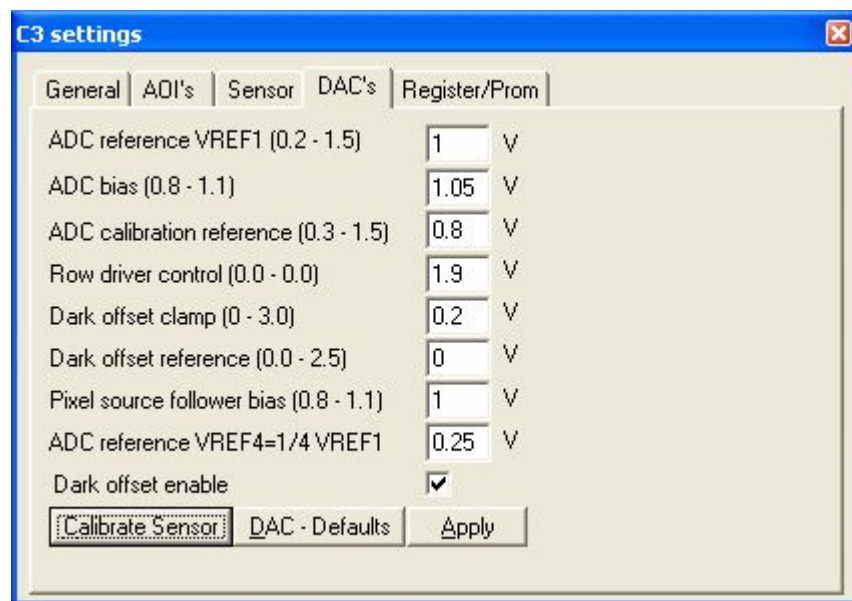 C3 settings
General AOI's Sensor DAC's Register/Prom
ADC reference VREF1 (0.2 - 1.5) 1 V
ADC bias (0.8 - 1.1) 1.05 V
ADC calibration reference (0.3 - 1.5) 0.8 V
Row driver control (0.0 - 0.0) 1.9 V
Dark offset clamp (0 - 3.0) 0.2 V
Dark offset reference (0.0 - 2.5) 0 V
Pixel source follower bias (0.8 - 1.1) 1 V
ADC reference VREF4=1/4 VREF1 0.25 V
Dark offset enable
Calibrate Sensor DAC - Defaults Apply